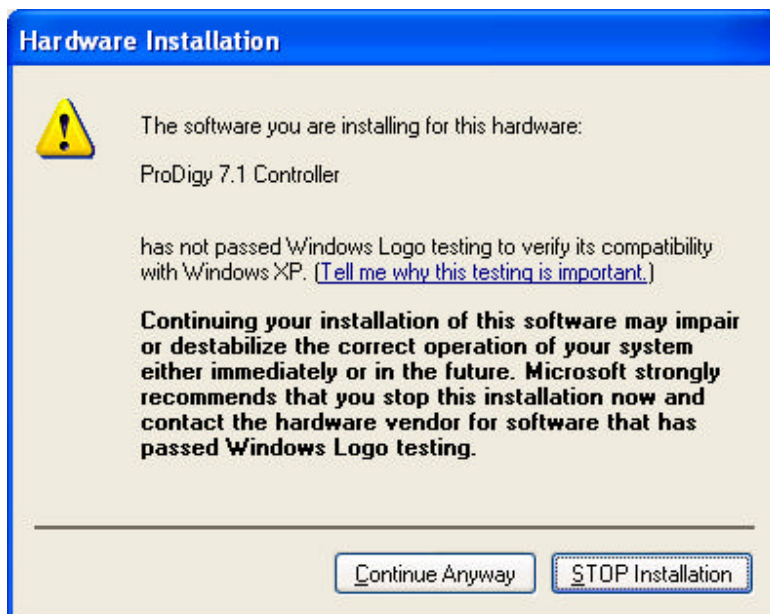 Hardware Installation
The software you are installing for this hardware:
ProDigy 7.1 Controller
has not passed Windows Logo testing to verify its compatibility
with Windows XP. (Tell me why this testing is important.)
Continuing your installation of this software may impair
or destabilize the correct operation of your system
either immediately or in the future. Microsoft strongly
recommends that you stop this installation now and
contact the hardware vendor for software that has
passed Windows Logo testing.
Continue Anyway STOP Installation